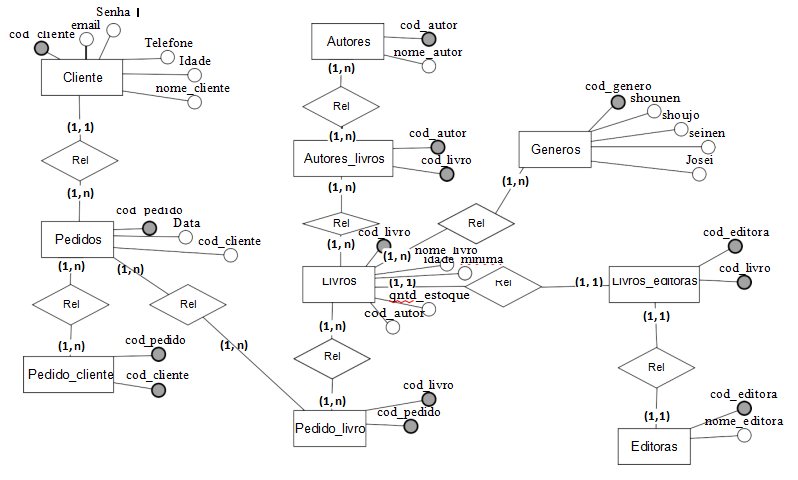 Senha
email
cod_cliente
Telefone
Idade
nome_cliente
Cliente
(1, 1)
Rel
(1, n)
cod_pedido
Data
cod_cliente
Pedidos
(1, n)
(1, n)
Rel
Rel
(1, n)
(1, n)
cod_pedido
cod_cliente
Pedido_cliente
Autores
cod_autor
nome_autor
(1, n)
Rel
(1, n)
Autores_livros
cod_autor
cod_livro
(1, n)
Rel
(1, n)
cod_livro
nome_livro
idade_minima
Livros
(1, n)
(1, 1)
qntd_estoque
cod_autor
(1, n)
Rel
(1, n)
cod_livro
cod_pedido
Pedido_livro
cod_genero
shounen
shoujo
seinen
Josei
Generos
(1, n)
Rel
Rel
(1, 1)
Livros_editoras
cod_editora
cod_livro
(1,1)
Rel
(1,1)
cod_editora
nome_editora
Editoras